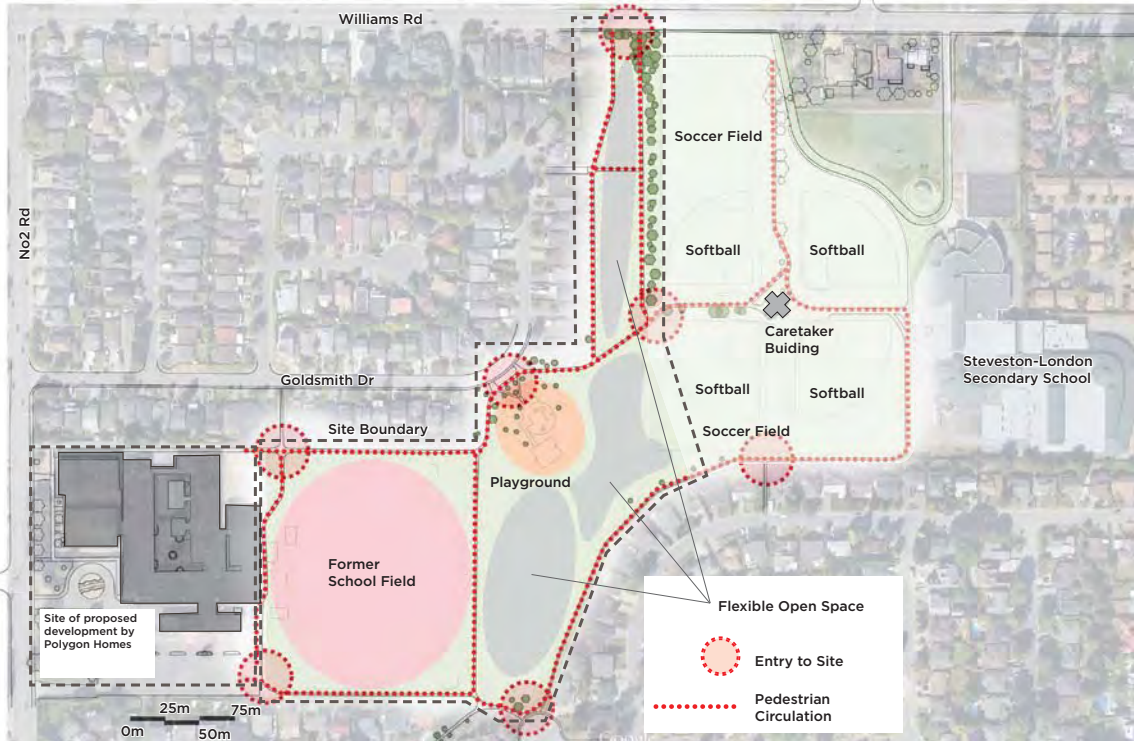 Williams Rd
Soccer Field
No2 Rd
Softball
Softball
Caretaker
Buiding
Steveston-London
Secondary School
Goldsmith Dr
Softball
Softball
Site Boundary
Soccer Field
Playground
Former
School Field
Flexible Open Space
Site of proposed
development by
Polygon Homes
Entry to Site
Pedestrian
Circulation
25m
75m
0m
50m
Google